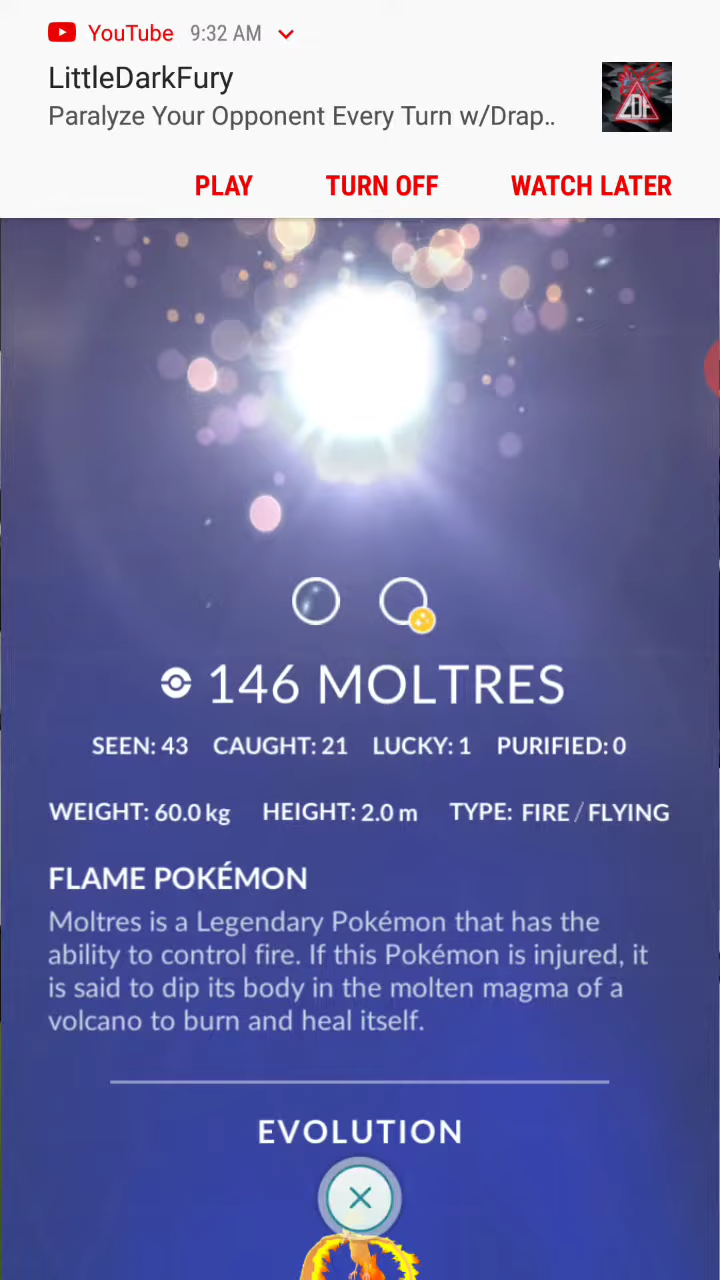 YouTube 9:32 AM
LittleDarkFury
Paralyze Your Opponent Every Turn w/Drap..
LDF
PLAY TURN OFF WATCH LATER
146 MOLTRES
SEEN: 43 CAUGHT: 21 LUCKY: 1 PURIFIED: 0
WEIGHT: 60.0 kg HEIGHT: 2.0 m TYPE: FIRE / FLYING
FLAME POKÉMON
Moltres is a Legendary Pokémon that has the
ability to control fire. If this Pokémon is injured, it
is said to dip its body in the molten magma of a
volcano to burn and heal itself.
EVOLUTION